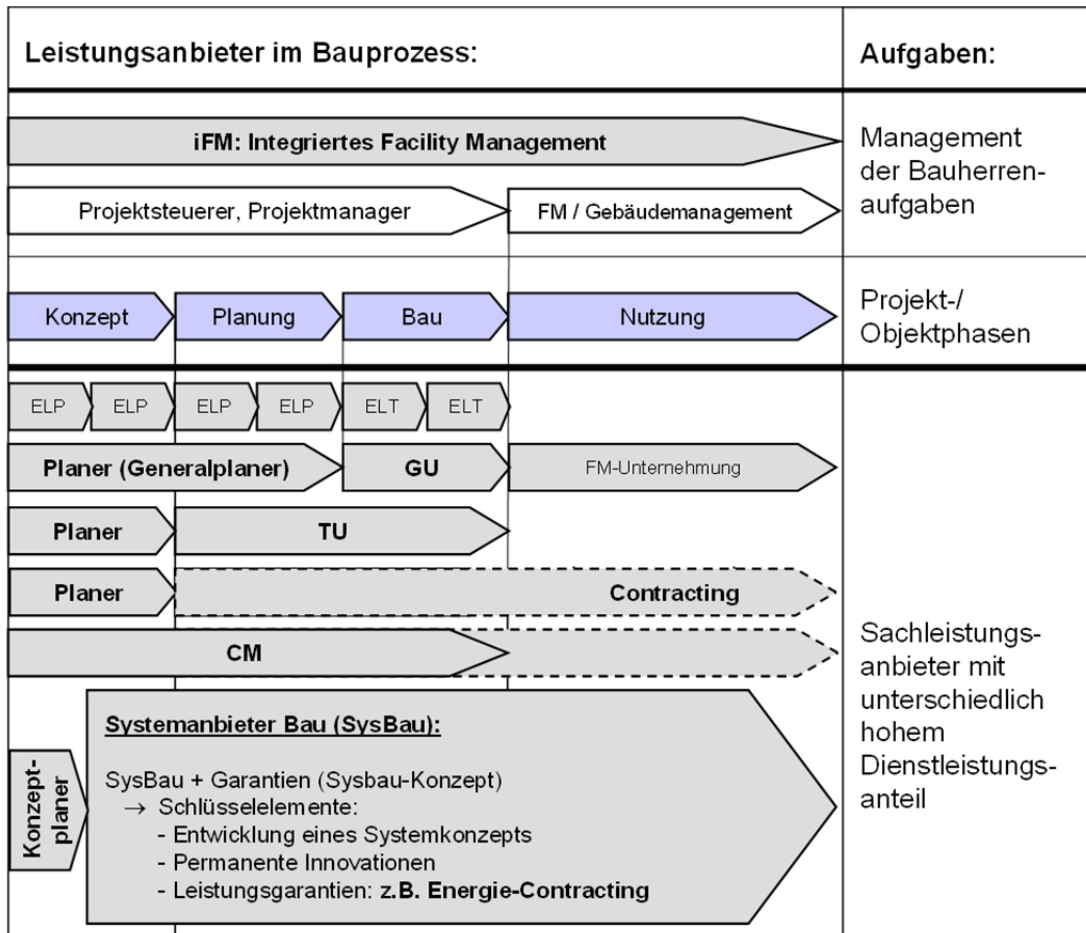 Leistungsanbieter im Bauprozess:
Aufgaben:
iFM: Integriertes Facility Management
Projektsteuerer, Projektmanager
FM / Gebäudemanagement
Management
der Bauherren-
aufgaben
Konzept
Planung
Bau
Nutzung
Projekt-/
Objektphasen
ELP
ELP
ELP
ELP
ELT
ELT
Planer (Generalplaner)
GU
FM-Unternehmung
Planer
TU
Planer
Contracting
CM
Konzept-
planer
Systemanbieter Bau (SysBau):
SysBau + Garantien (Sysbau-Konzept)
→ Schlüsselelemente:
- Entwicklung eines Systemkonzepts
- Permanente Innovationen
- Leistungsgarantien: z.B. Energie-Contracting
Sachleistungs-
anbieter mit
unterschiedlich
hohem
Dienstleistungs-
anteil